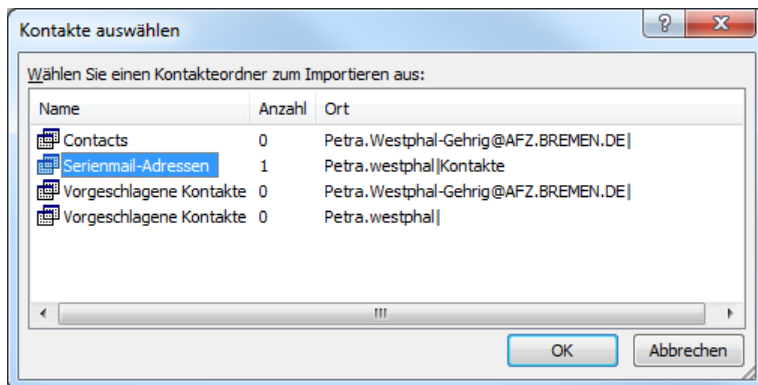 Kontakte auswählen
Wählen Sie einen Kontakteordner zum Importieren aus:
Name Anzahl Ort
Contacts 0 Petra.Westphal-Gehrig@AFZ.BREMEN.DE|
Serienmail-Adressen 1 Petra.westphal|Kontakte
Vorgeschlagene Kontakte 0 Petra.Westphal-Gehrig@AFZ.BREMEN.DE|
Vorgeschlagene Kontakte 0 Petra.westphal|
OK Abbrechen